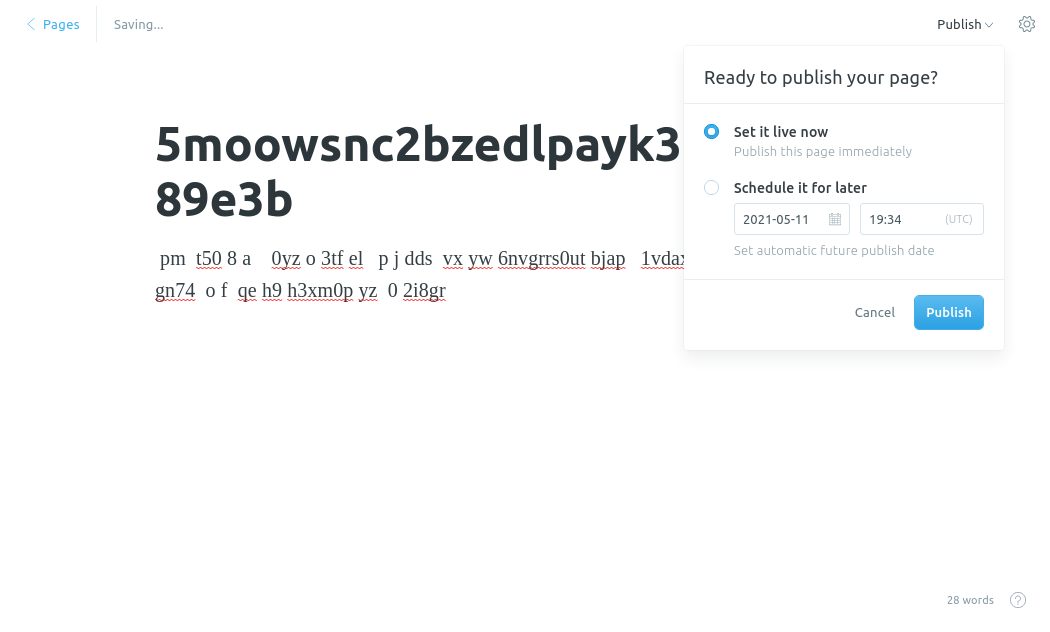 Pages
Saving...
Publish
Ready to publish your page?
Set it live now
Publish this page immediately
Schedule it for later
2021-05-11
19:34 (UTC)
Set automatic future publish date
Cancel
Publish
5moowsnc2bzedlpayk3
89e3b
pm t50 8 a 0yz o 3tf el p j dds vx yw 6nvgrrs0ut bjap
gn74 o f qe h9 h3xm0p yz 0 2i8gr
28 words
?